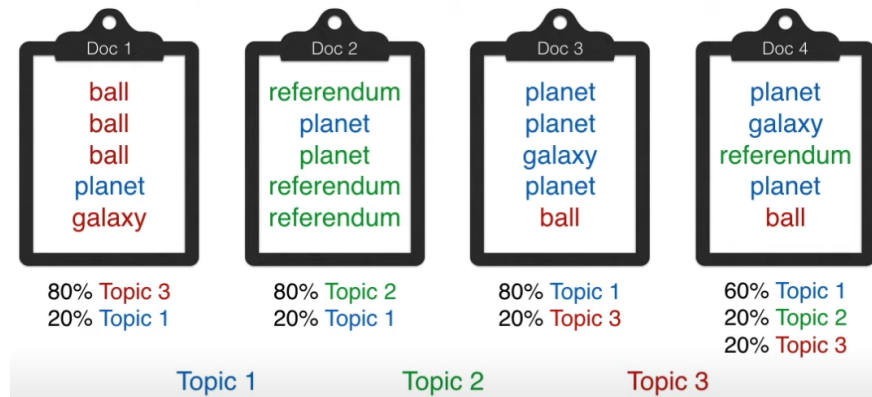 Doc 1
ball
ball
ball
planet
galaxy
80% Topic 3
20% Topic 1
Doc 2
referendum
planet
planet
referendum
referendum
80% Topic 2
20% Topic 1
Doc 3
planet
planet
galaxy
planet
ball
80% Topic 1
20% Topic 3
Doc 4
planet
galaxy
referendum
planet
ball
60% Topic 1
20% Topic 2
20% Topic 3
Topic 1 Topic 2 Topic 3